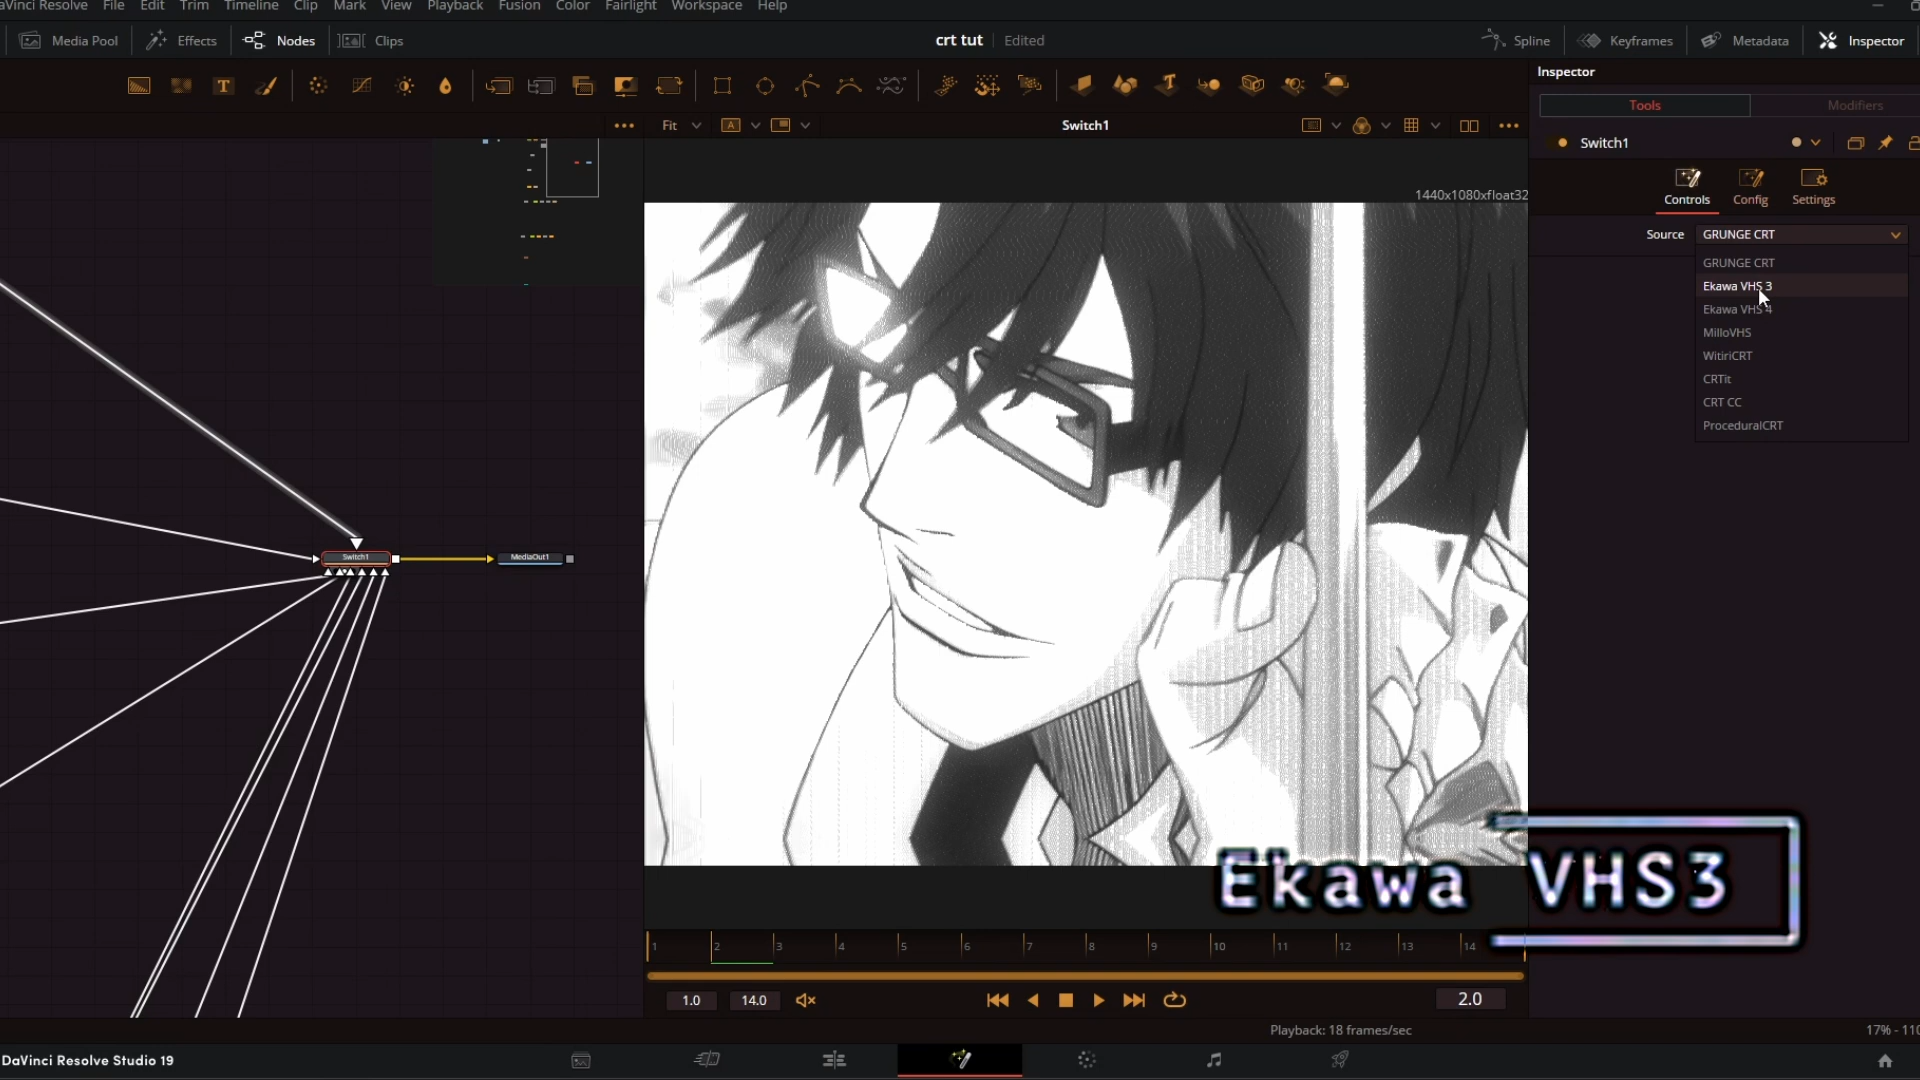 DaVinci Resolve File Edit Trim Timeline Clip Mark View Playback Fusion Color Fairlight Workspace Help
Media Pool Effects Nodes Clips crt tut Edited Spline Keyframes Metadata Inspector
Inspector
Tools Modifiers
Fit A Switch1
Switch1
1440x1080xfloat32
Controls Config Settings
Source GRUNGE CRT
GRUNGE CRT
Ekawa VHS 3
Ekawa VHS 4
MilloVHS
WitiriCRT
CRTit
CRT CC
ProceduralCRT
Switch1 MediaOut1
Ekawa VHS3
1 2 3 4 5 6 7 8 9 10 11 12 13 14
1.0 14.0 2.0
Playback: 18 frames/sec 17% - 110
DaVinci Resolve Studio 19